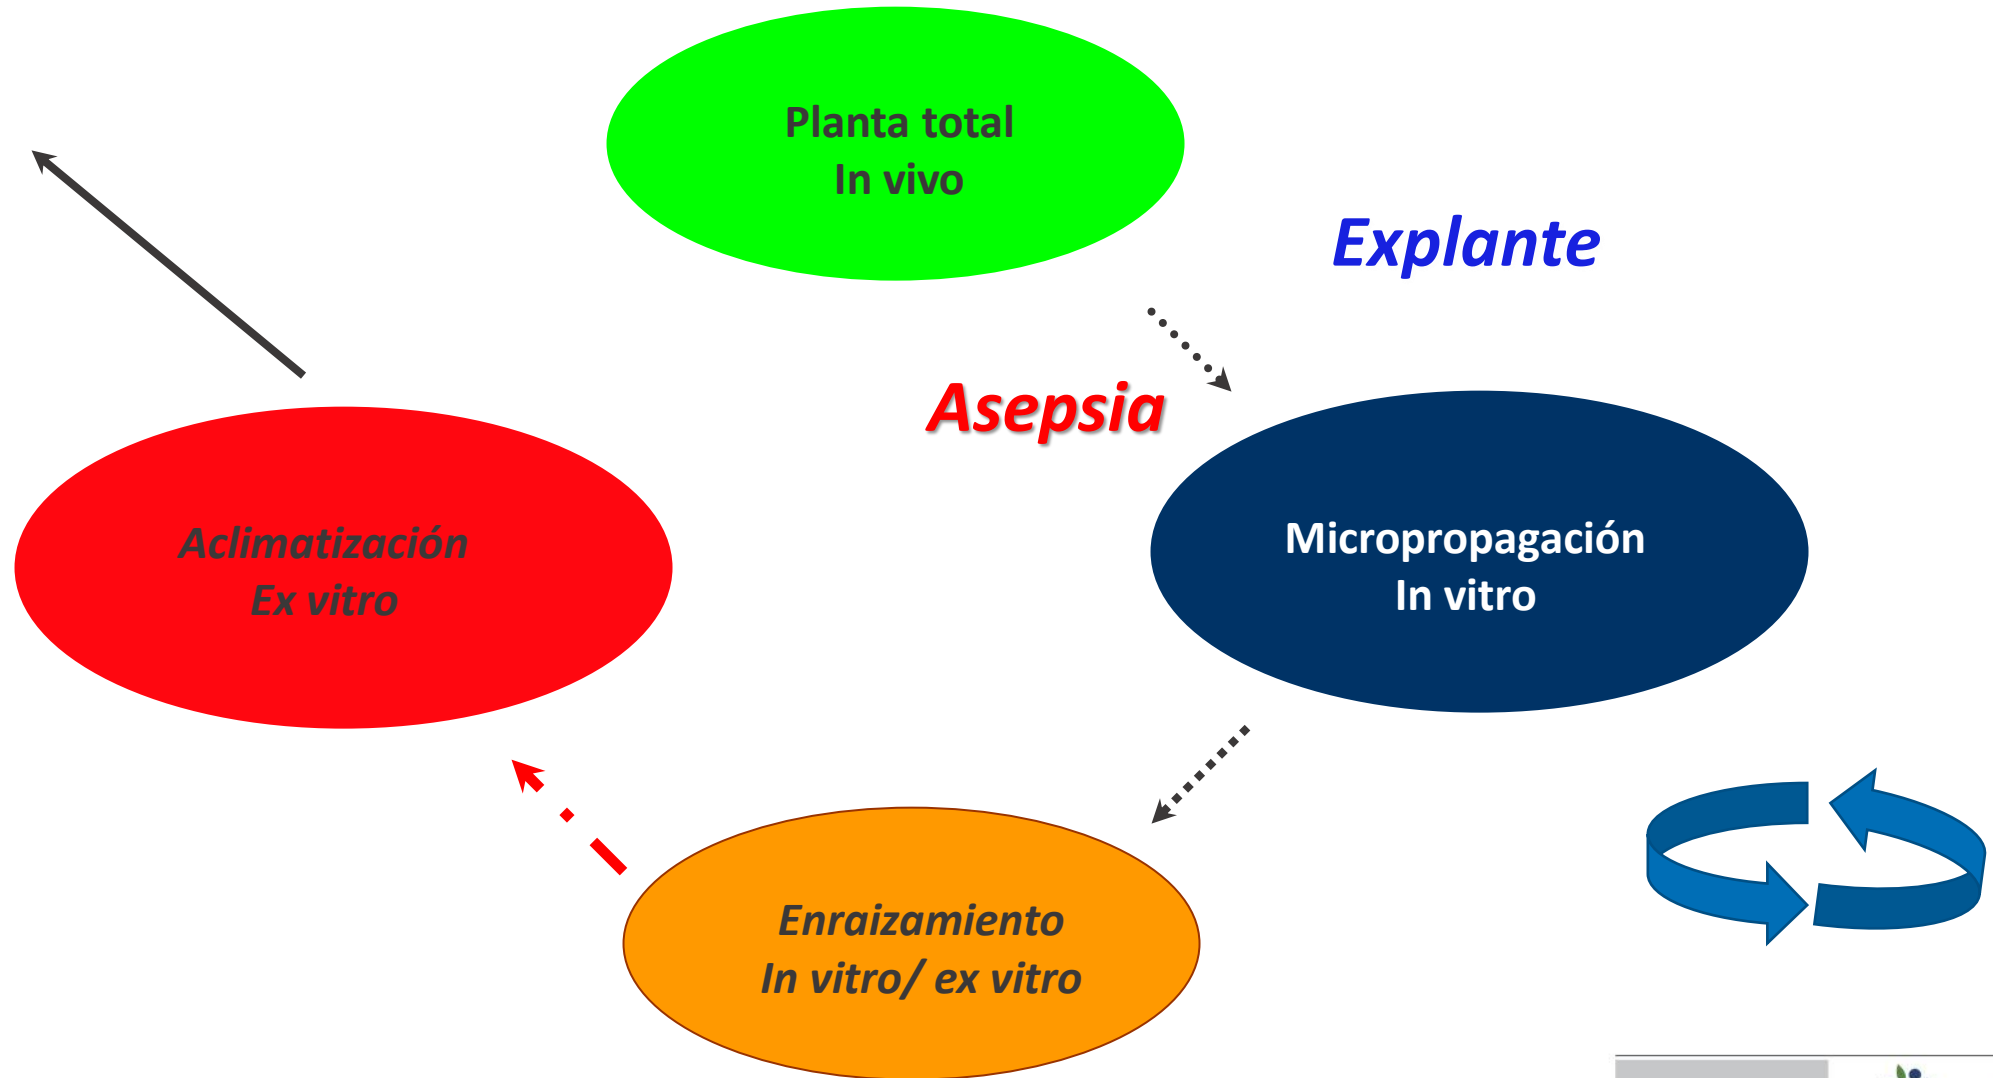 Planta total
In vivo
Explante
Asepsia
Micropropagación
In vitro
Aclimatización
Ex vitro
Enraizamiento
In vitro/ ex vitro